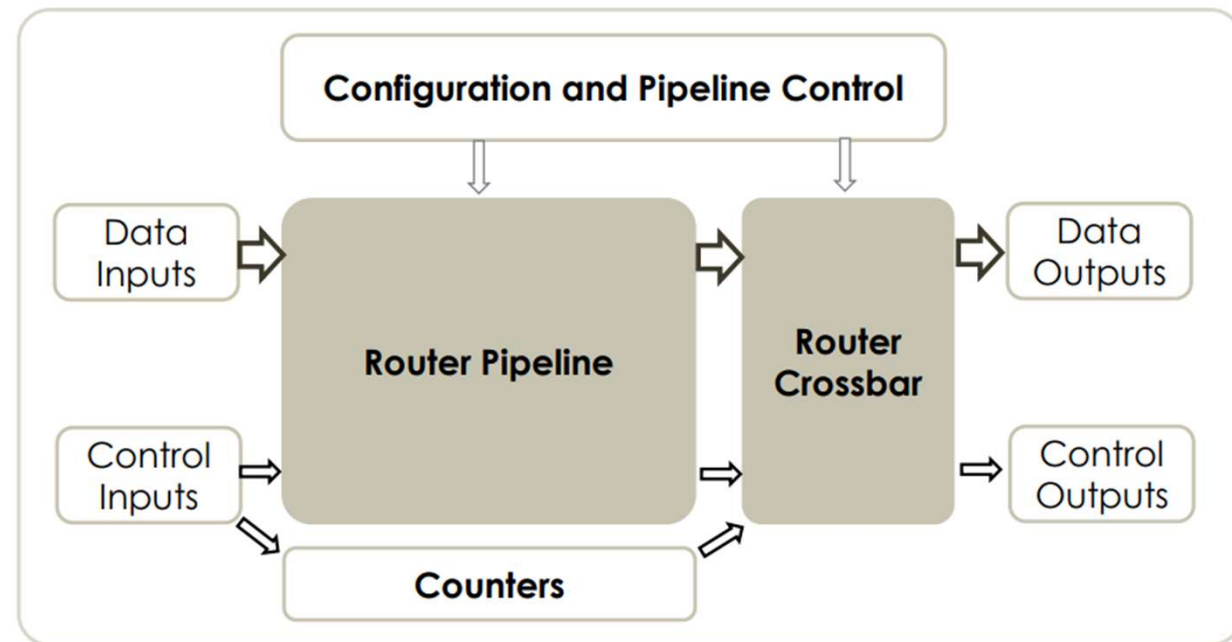 Configuration and Pipeline Control
Data
Inputs
Router Pipeline
Router
Crossbar
Data
Outputs
Control
Inputs
Control
Outputs
Counters